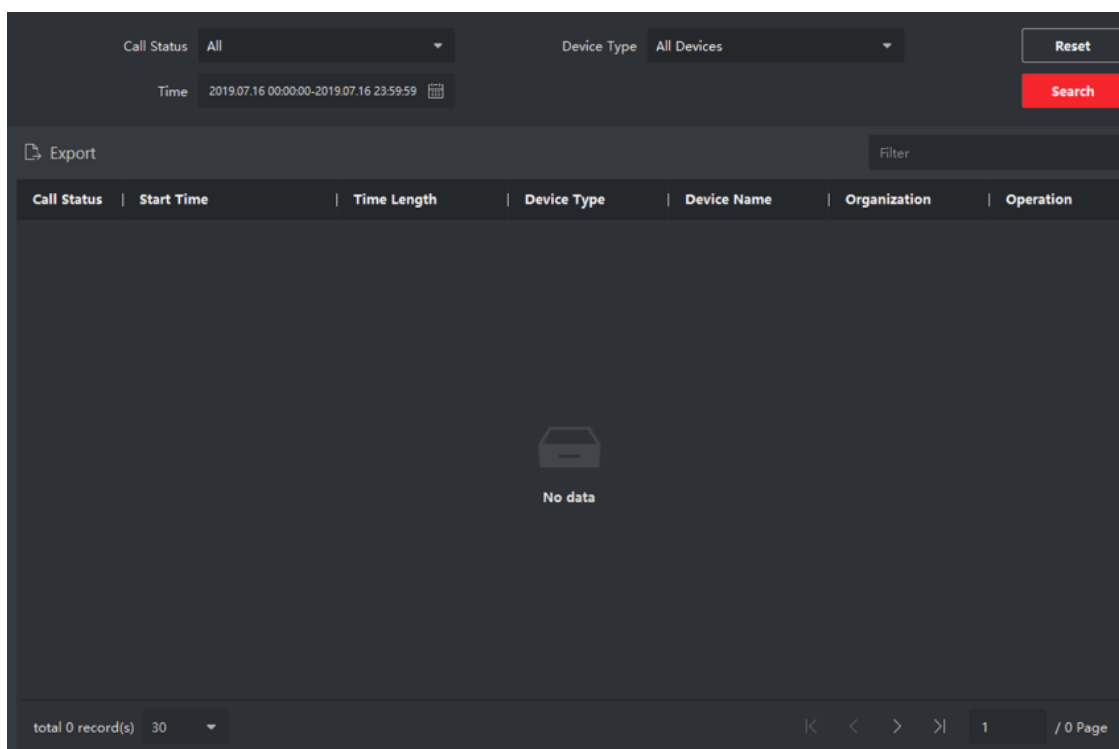 Call Status All Device Type All Devices Reset
Time 2019.07.16 00:00:00-2019.07.16 23:59:59 Search
Export Filter
Call Status | Start Time | Time Length | Device Type | Device Name | Organization | Operation
No data
total 0 record(s) 30 1 / 0 Page